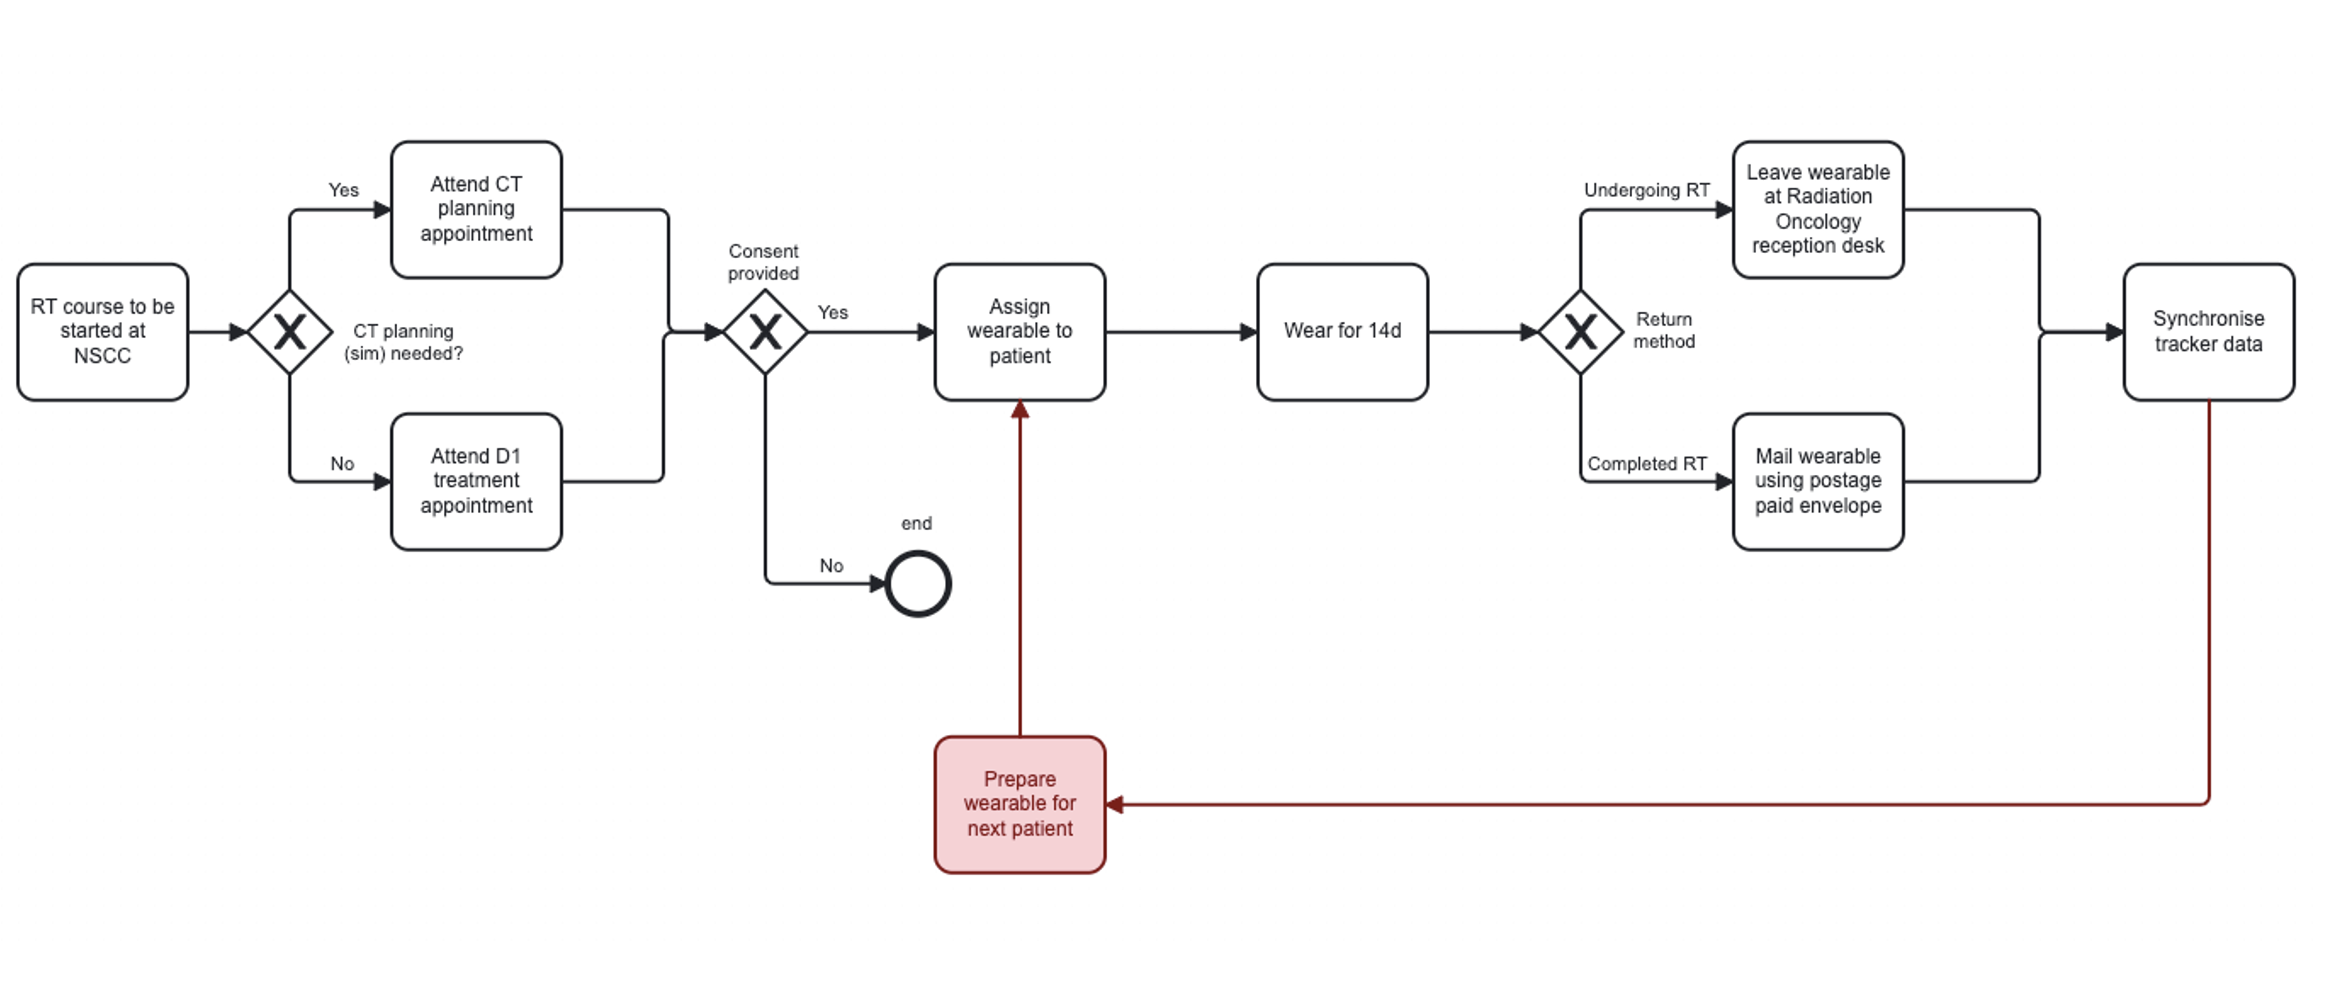 RT course to be
started at
NSCC
CT planning
(sim) needed?
Yes
Attend CT
planning
appointment
No
Attend D1
treatment
appointment
Consent
provided
Yes
No
end
Assign
wearable to
patient
Wear for 14d
Return
method
Undergoing RT
Leave wearable
at Radiation
Oncology
reception desk
Completed RT
Mail wearable
using postage
paid envelope
Synchronise
tracker data
Prepare
wearable for
next patient